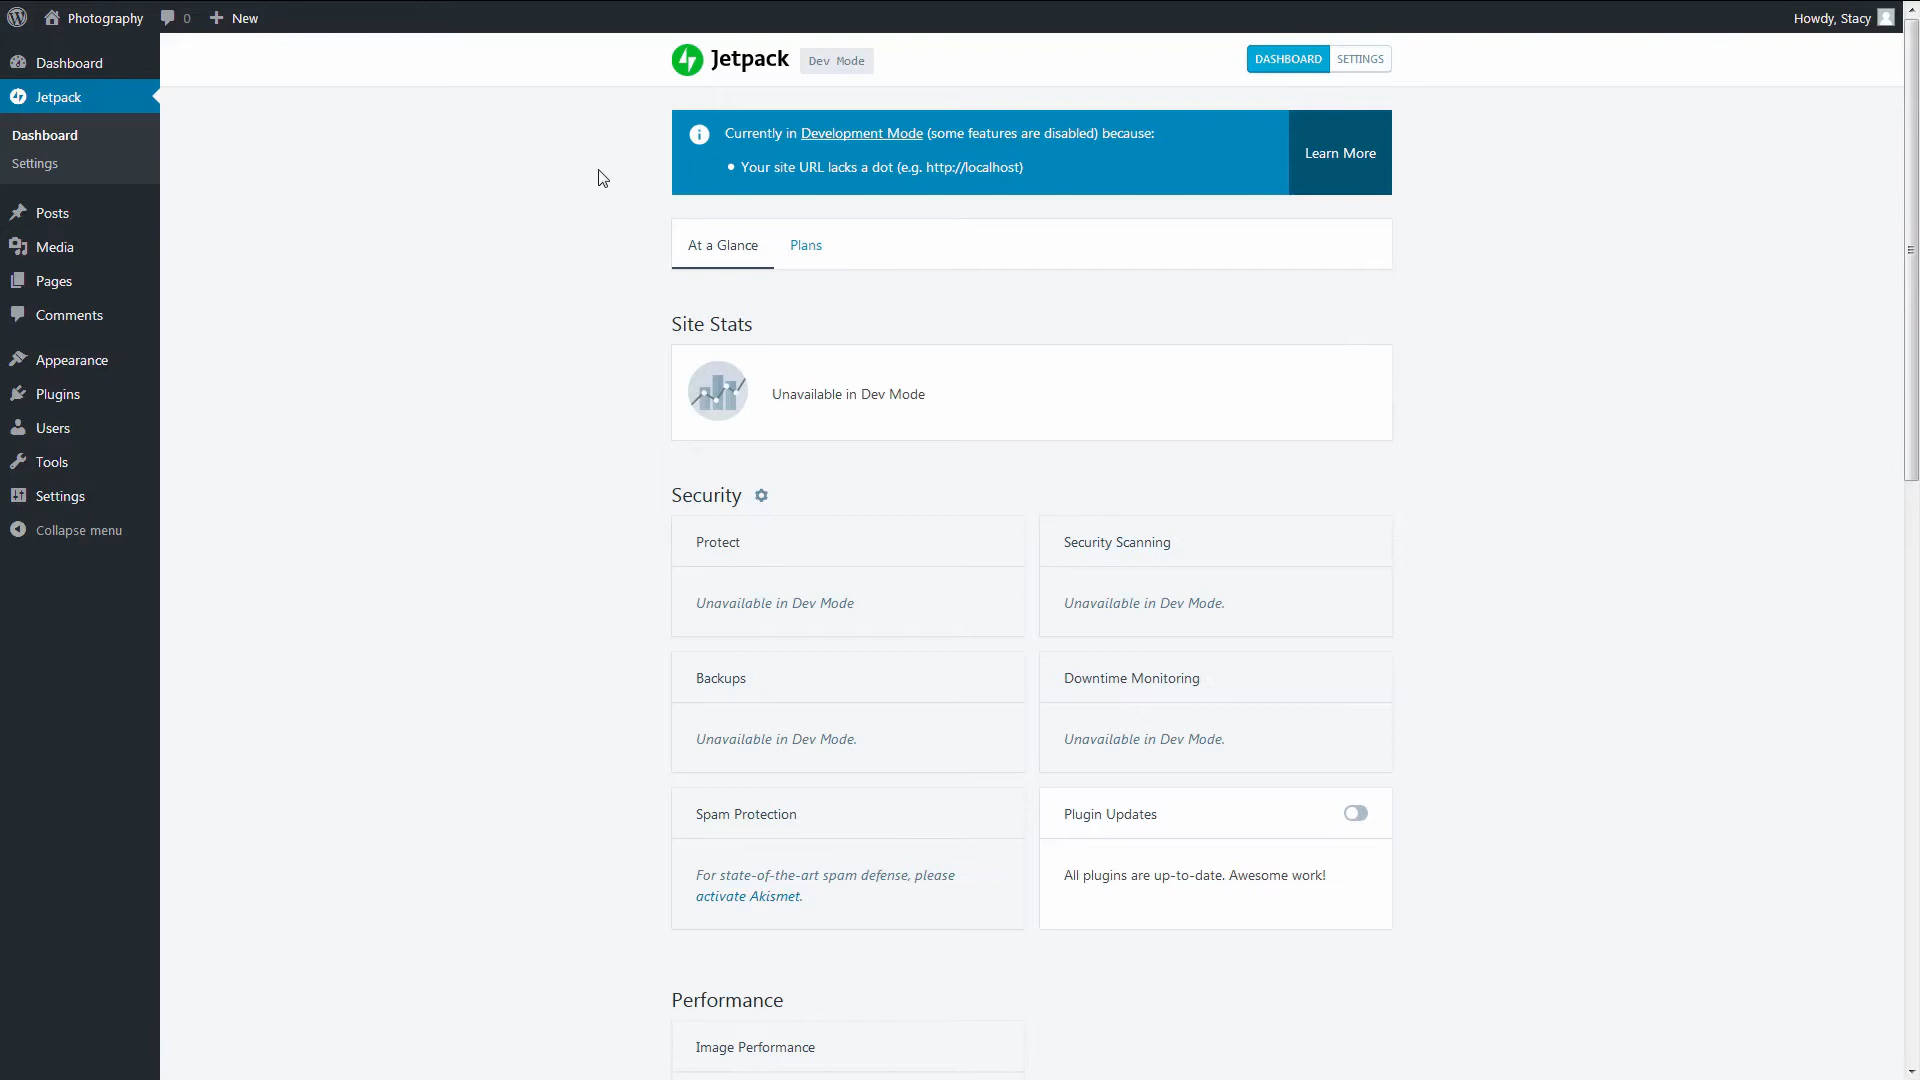 Photography
0
New
Howdy, Stacy
Dashboard
Jetpack
Dashboard
Settings
Posts
Media
Pages
Comments
Appearance
Plugins
Users
Tools
Settings
Collapse menu
Jetpack
Dev Mode
DASHBOARD
SETTINGS
Currently in Development Mode (some features are disabled) because:
• Your site URL lacks a dot (e.g. http://localhost)
Learn More
At a Glance
Plans
Site Stats
Unavailable in Dev Mode
Security
Protect
Unavailable in Dev Mode
Security Scanning
Unavailable in Dev Mode.
Backups
Unavailable in Dev Mode.
Downtime Monitoring
Unavailable in Dev Mode.
Spam Protection
For state-of-the-art spam defense, please
activate Akismet.
Plugin Updates
All plugins are up-to-date. Awesome work!
Performance
Image Performance